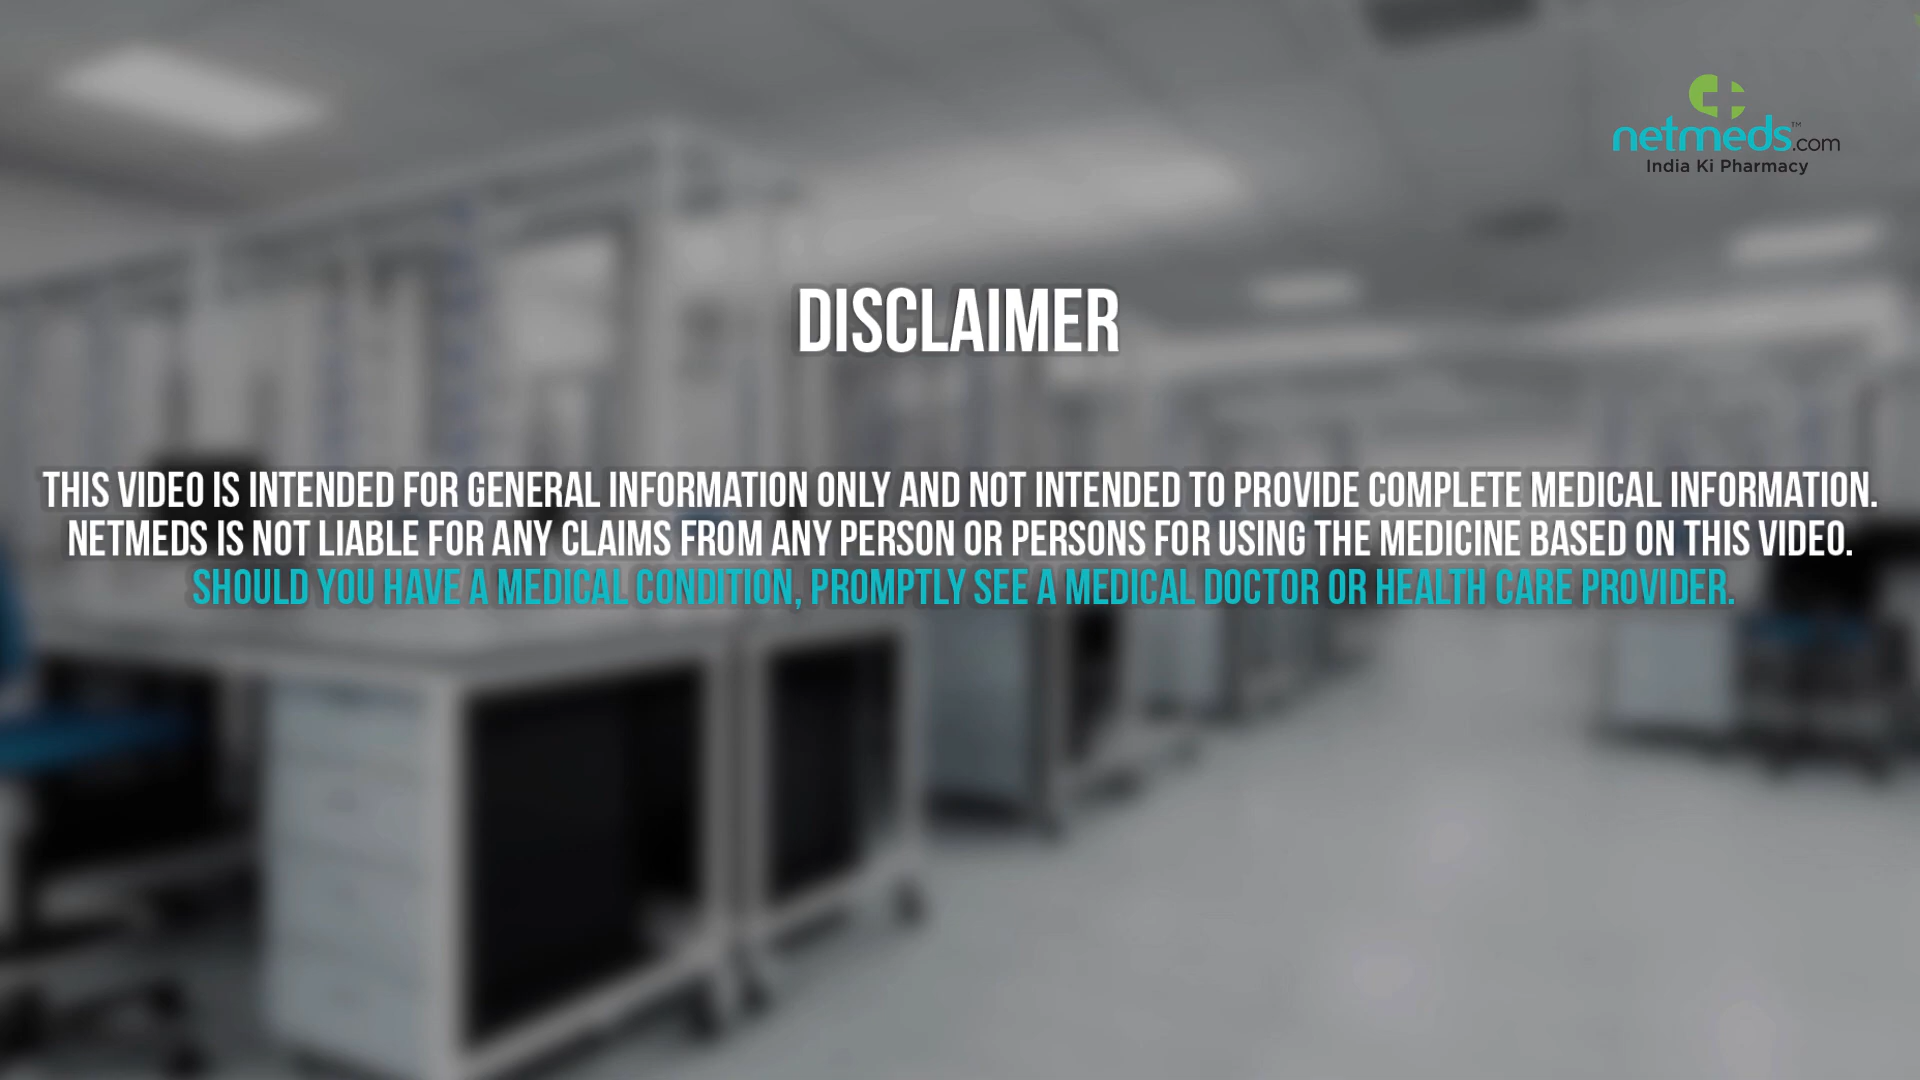 netmeds™.com
India Ki Pharmacy
DISCLAIMER
THIS VIDEO IS INTENDED FOR GENERAL INFORMATION ONLY AND NOT INTENDED TO PROVIDE COMPLETE MEDICAL INFORMATION.
NETMEDS IS NOT LIABLE FOR ANY CLAIMS FROM ANY PERSON OR PERSONS FOR USING THE MEDICINE BASED ON THIS VIDEO.
SHOULD YOU HAVE A MEDICAL CONDITION, PROMPTLY SEE A MEDICAL DOCTOR OR HEALTH CARE PROVIDER.